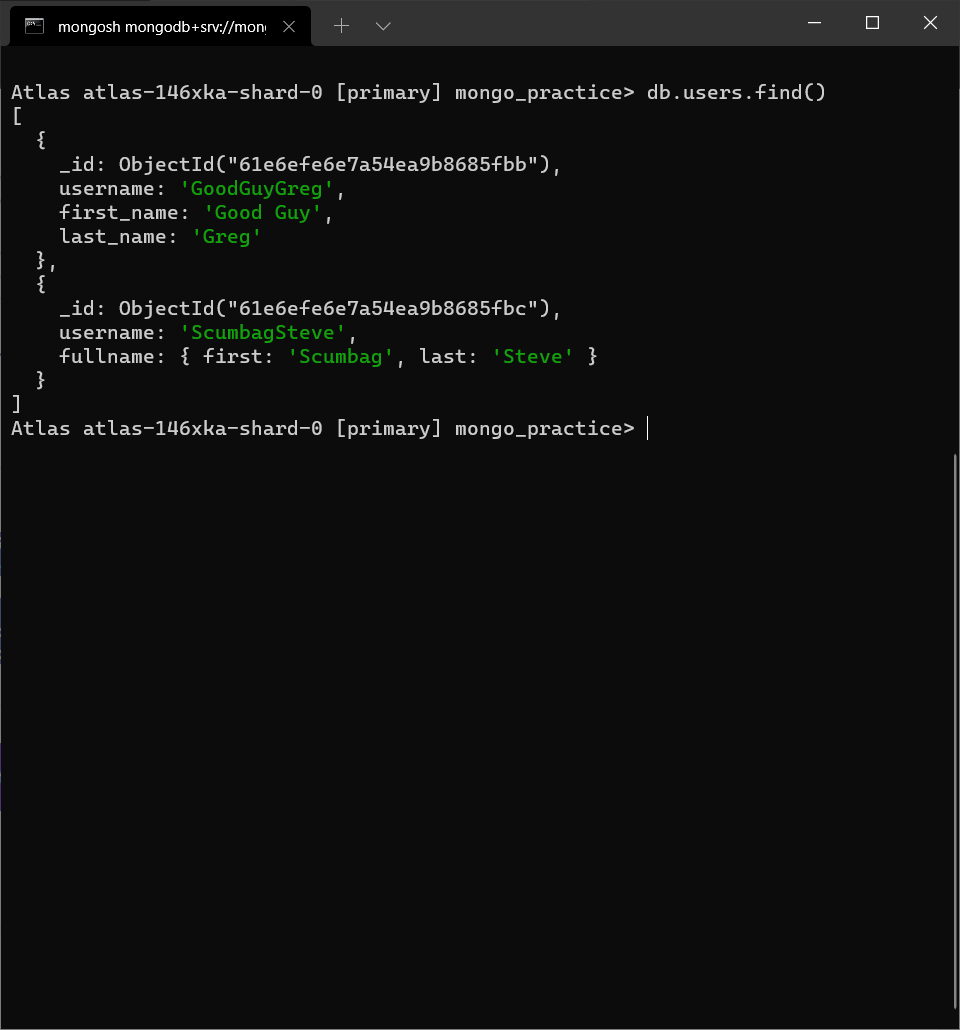 mongosh mongodb+srv://mon
Atlas atlas-146xka-shard-0 [primary] mongo_practice> db.users.find()
[
  {
    _id: ObjectId("61e6efe6e7a54ea9b8685fbb"),
    username: 'GoodGuyGreg',
    first_name: 'Good Guy',
    last_name: 'Greg'
  },
  {
    _id: ObjectId("61e6efe6e7a54ea9b8685fbc"),
    username: 'ScumbagSteve',
    fullname: { first: 'Scumbag', last: 'Steve' }
  }
]
Atlas atlas-146xka-shard-0 [primary] mongo_practice>